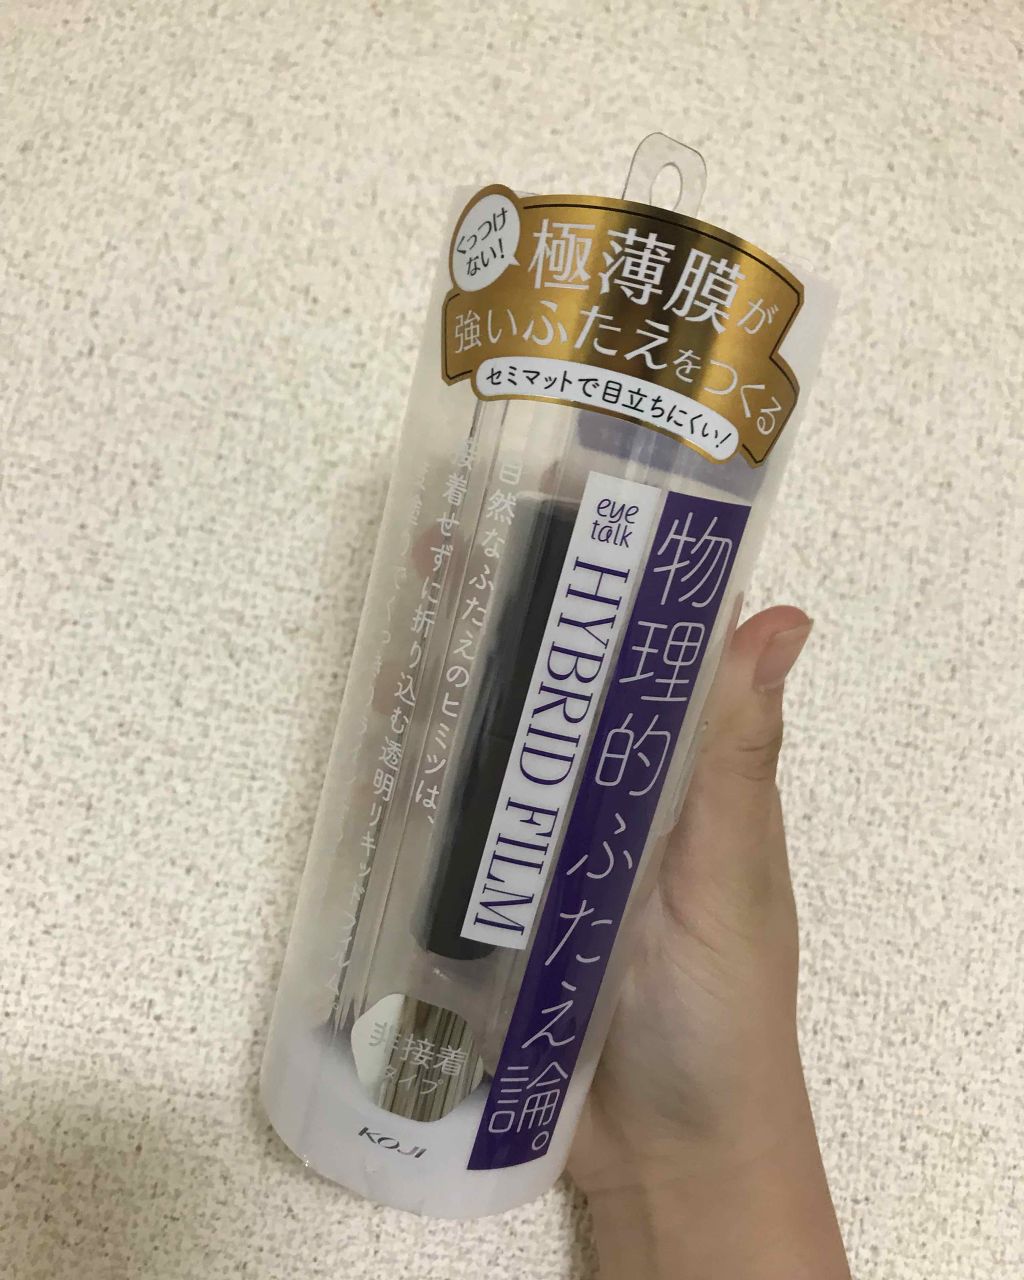 くっつけ
ない!
極薄膜が
強いふたえをつくる
セミマットで目立ちにくい!
eye
talk
HYBRID FILM
物理的ふたえ論。
自然なふたえのヒミツは、
接着せずに折り込む透明リキッドフィルム。
非接着
タイプ
KOJI